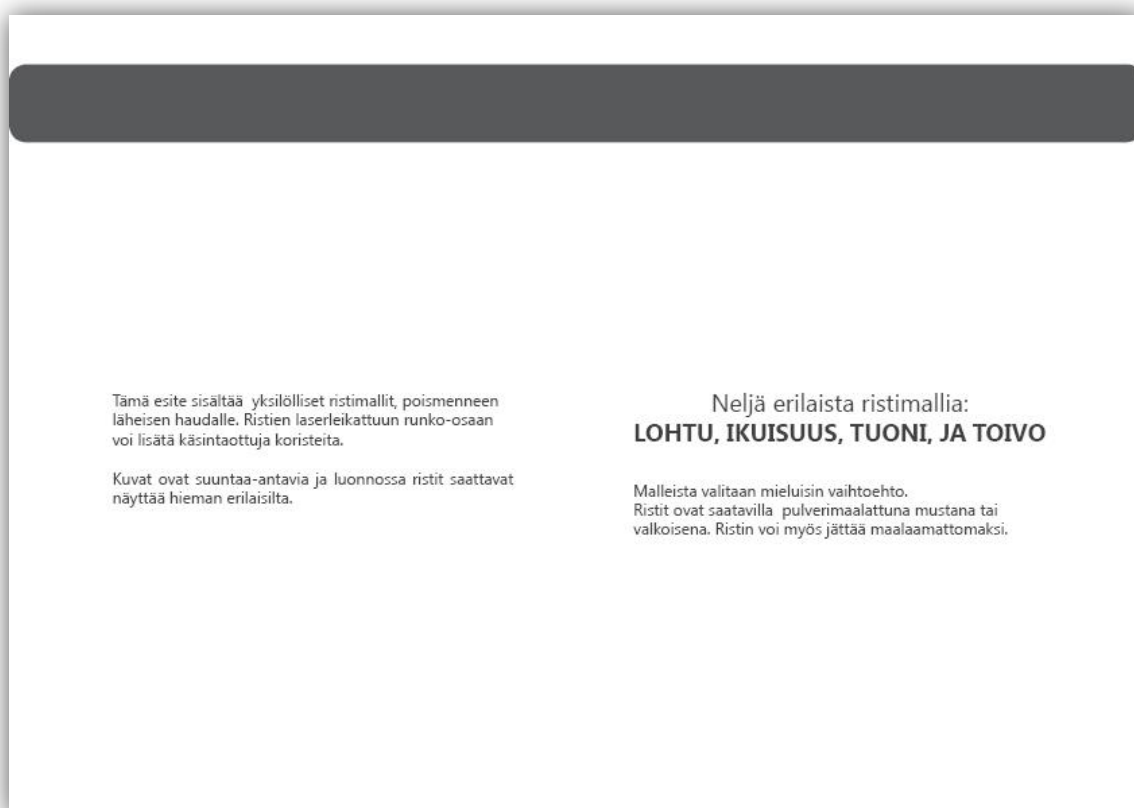 Tämä esite sisältää  yksilölliset ristimallit, poismenneen
läheisen haudalle. Ristien laserleikattuun runko-osaan
voi lisätä käsintaottuja koristeita.
Kuvat ovat suuntaa-antavia ja luonnossa ristit saattavat
näyttää hieman erilaisilta.
Neljä erilaista ristimallia:
LOHTU, IKUISUUS, TUONI, JA TOIVO
Malleista valitaan mieluisin vaihtoehto.
Ristit ovat saatavilla  pulverimaalattuna mustana tai
valkoisena. Ristin voi myös jättää maalaamattomaksi.